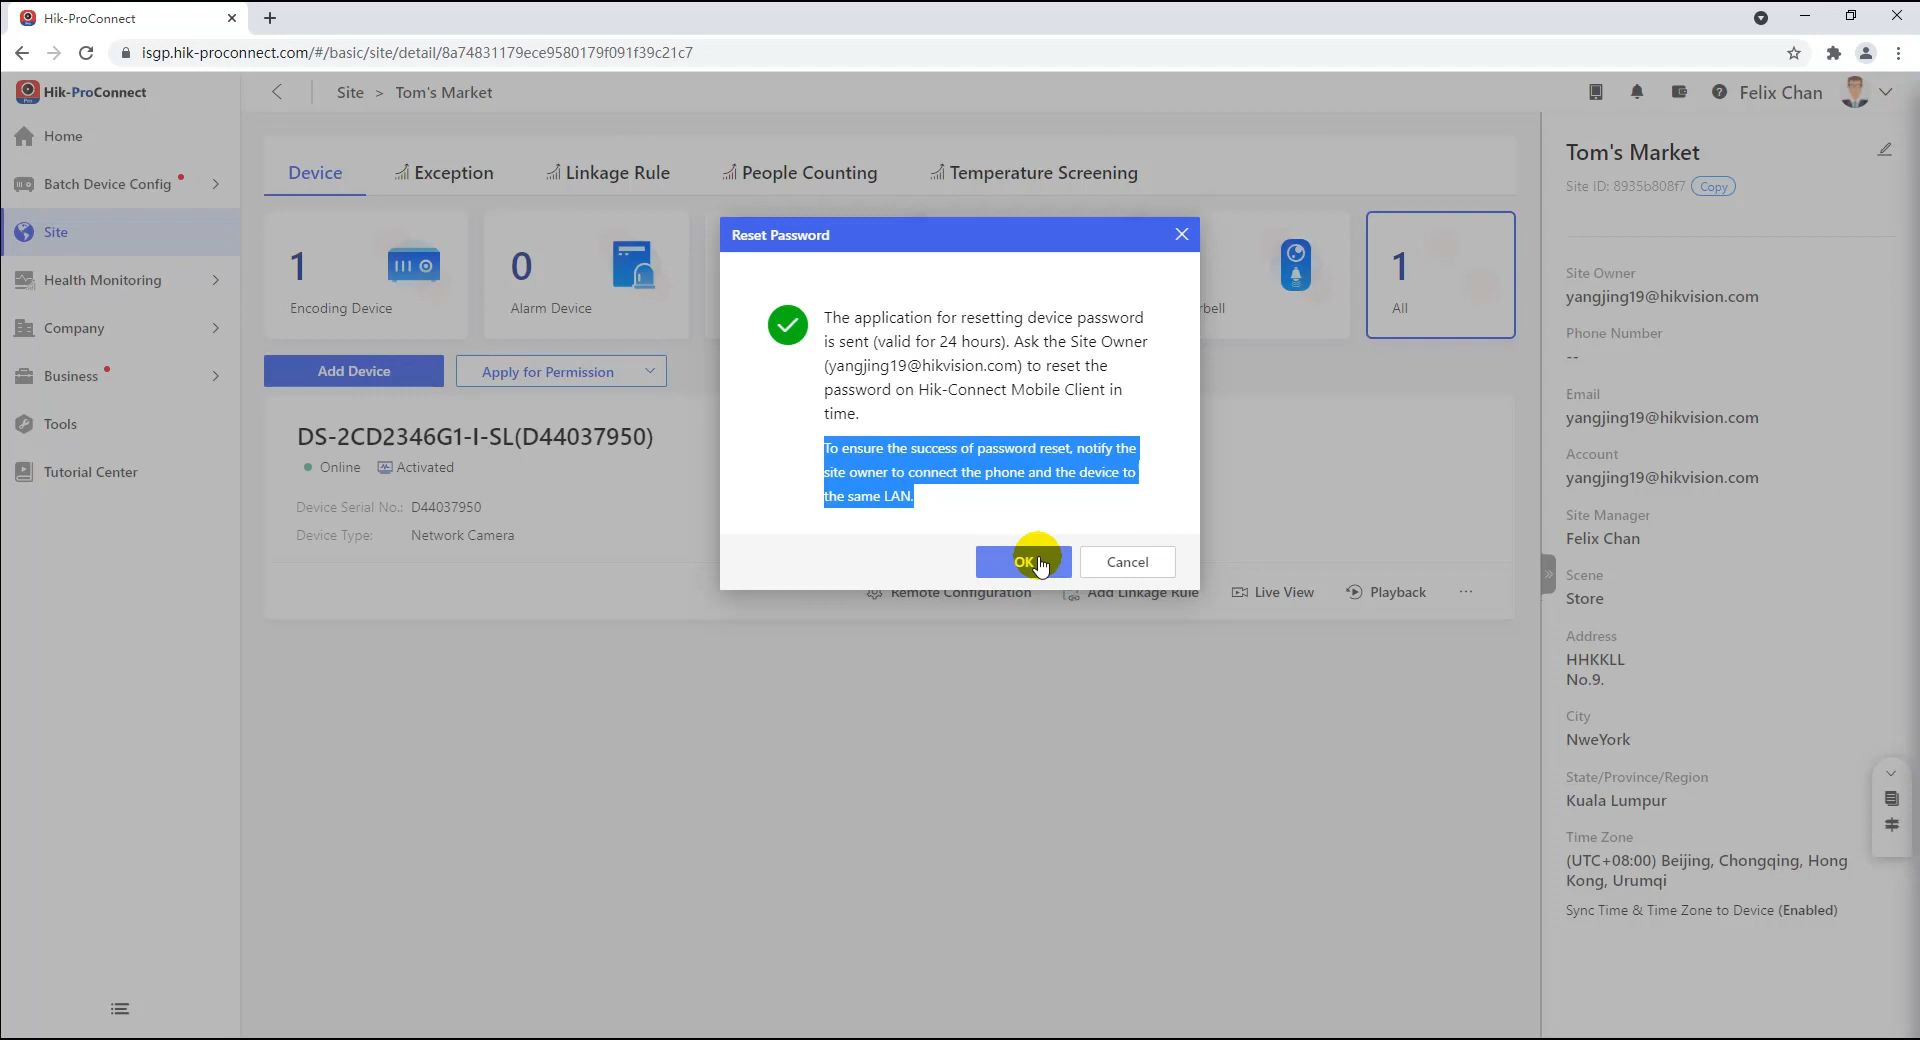 Hik-ProConnect
isgp.hik-proconnect.com/#/basic/site/detail/8a74831179ece9580179f091f39c21c7
Hik-ProConnect
Site > Tom's Market
Felix Chan
Home
Batch Device Config
Site
Health Monitoring
Company
Business
Tools
Tutorial Center
Device
Exception
Linkage Rule
People Counting
Temperature Screening
1
Encoding Device
0
Alarm Device
rbell
1
All
Add Device
Apply for Permission
DS-2CD2346G1-I-SL(D44037950)
Online
Activated
Device Serial No.: D44037950
Device Type: Network Camera
Remote Configuration
Add Linkage Rule
Live View
Playback
Reset Password
The application for resetting device password
is sent (valid for 24 hours). Ask the Site Owner
(yangjing19@hikvision.com) to reset the
password on Hik-Connect Mobile Client in
time.
To ensure the success of password reset, notify the
site owner to connect the phone and the device to
the same LAN.
OK
Cancel
Tom's Market
Site ID: 8935b808f7
Copy
Site Owner
yangjing19@hikvision.com
Phone Number
--
Email
yangjing19@hikvision.com
Account
yangjing19@hikvision.com
Site Manager
Felix Chan
Scene
Store
Address
HHKKLL
No.9.
City
NweYork
State/Province/Region
Kuala Lumpur
Time Zone
(UTC+08:00) Beijing, Chongqing, Hong
Kong, Urumqi
Sync Time & Time Zone to Device (Enabled)